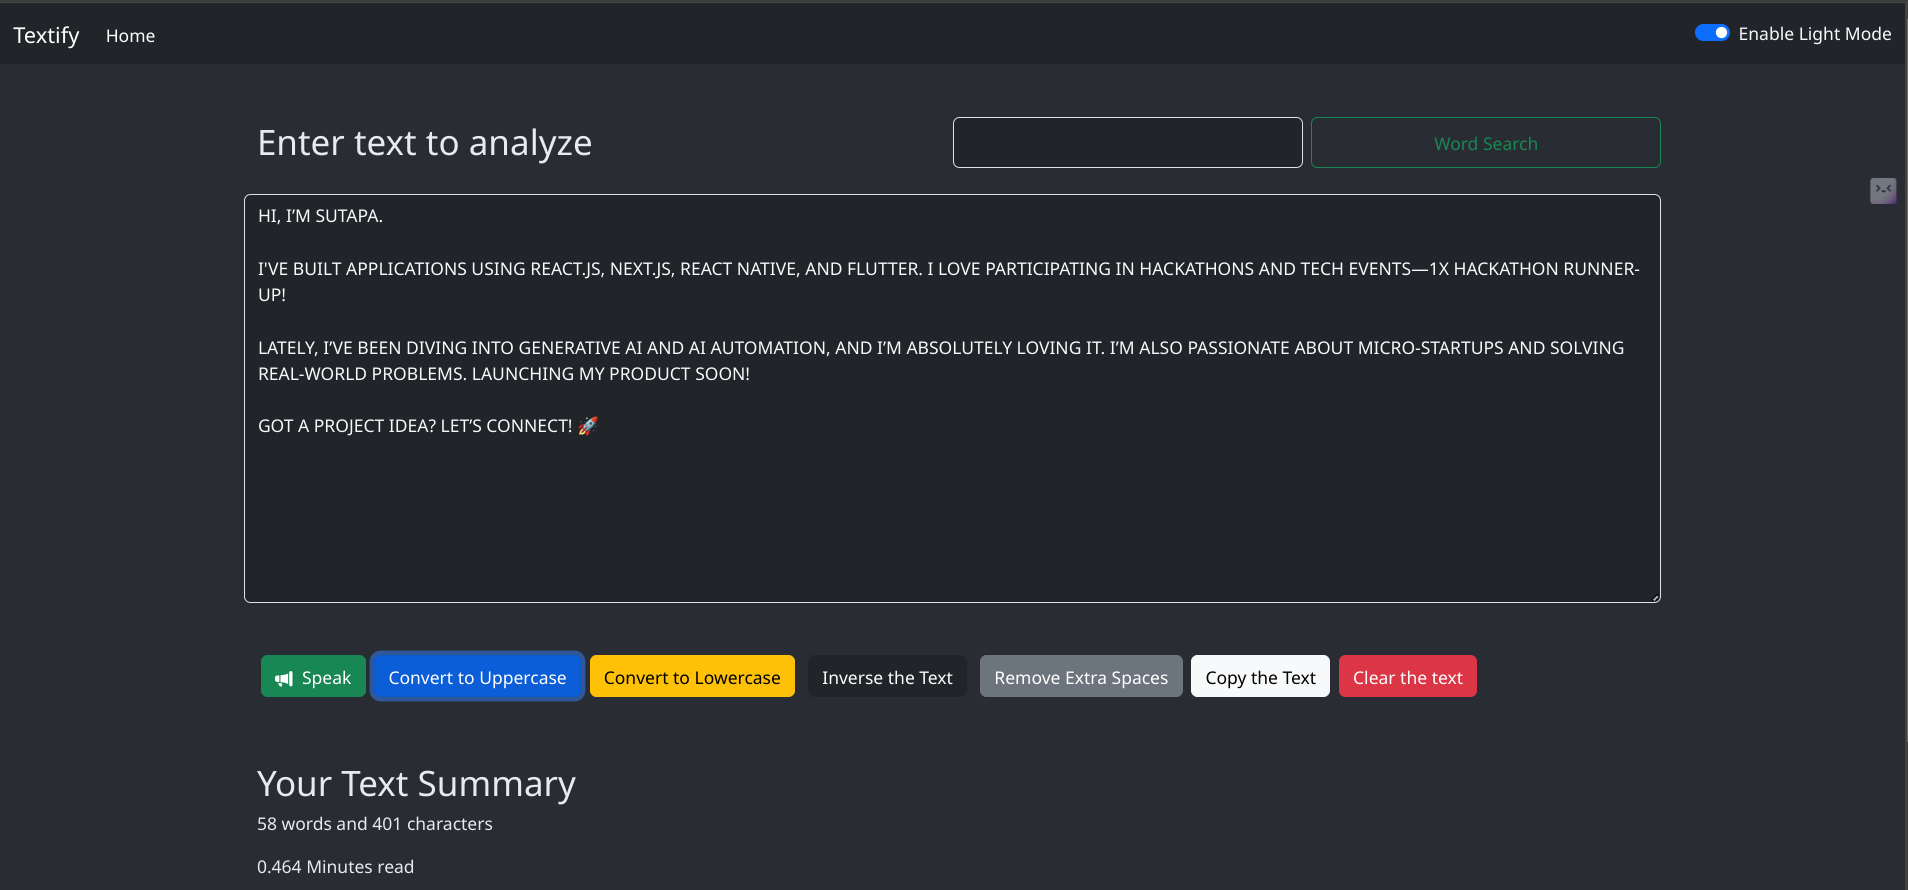 Textify Home Enable Light Mode
Enter text to analyze Word Search
HI, I’M SUTAPA.
I'VE BUILT APPLICATIONS USING REACT.JS, NEXT.JS, REACT NATIVE, AND FLUTTER. I LOVE PARTICIPATING IN HACKATHONS AND TECH EVENTS—1X HACKATHON RUNNER-
UP!
LATELY, I’VE BEEN DIVING INTO GENERATIVE AI AND AI AUTOMATION, AND I’M ABSOLUTELY LOVING IT. I’M ALSO PASSIONATE ABOUT MICRO-STARTUPS AND SOLVING
REAL-WORLD PROBLEMS. LAUNCHING MY PRODUCT SOON!
GOT A PROJECT IDEA? LET’S CONNECT! 🚀
Speak Convert to Uppercase Convert to Lowercase Inverse the Text Remove Extra Spaces Copy the Text Clear the text
Your Text Summary
58 words and 401 characters
0.464 Minutes read